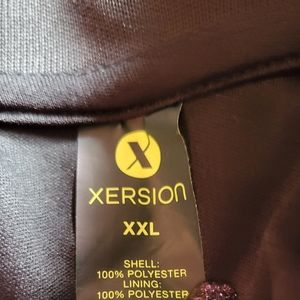 X
XERSION
XXL
SHELL:
100% POLYESTER
LINING:
100% POLYESTER